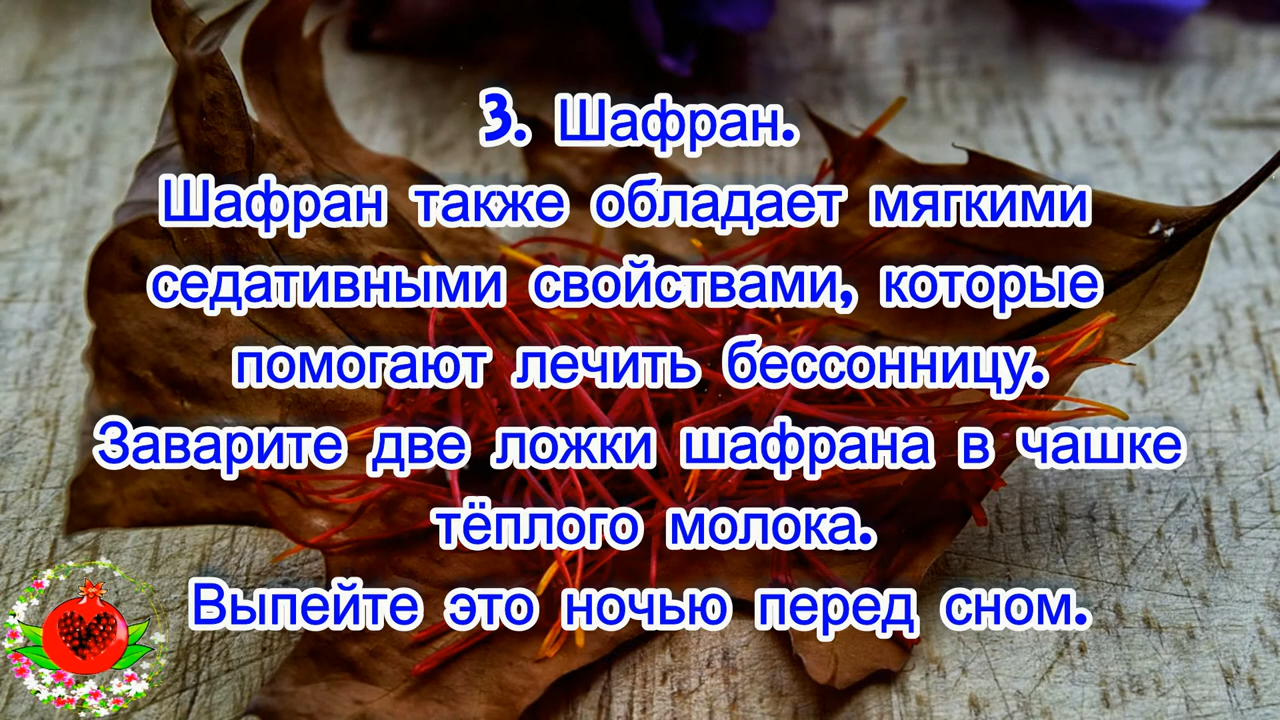 3. Шафран.
Шафран также обладает мягкими
седативными свойствами, которые
помогают лечить бессонницу.
Заварите две ложки шафрана в чашке
тёплого молока.
Выпейте это ночью перед сном.